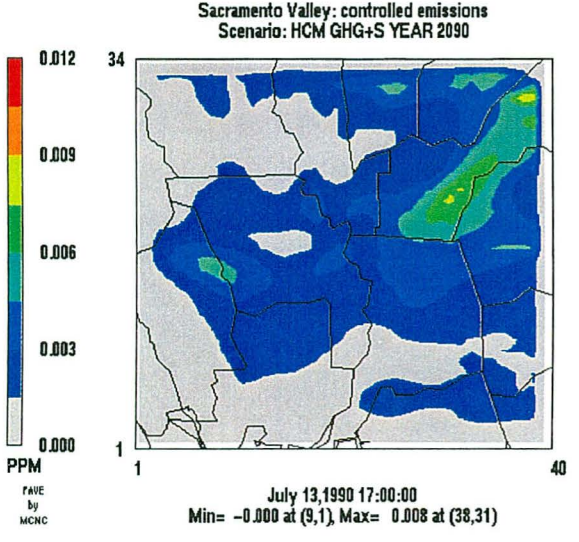 Sacramento Valley: controlled emissions
Scenario: HCM GHG+S YEAR 2090
0.012
0.009
0.006
0.003
0.000
PPM
PAVE
by
MCNC
34
1
1
40
July 13,1990 17:00:00
Min= -0.000 at (9,1), Max= 0.008 at (38,31)